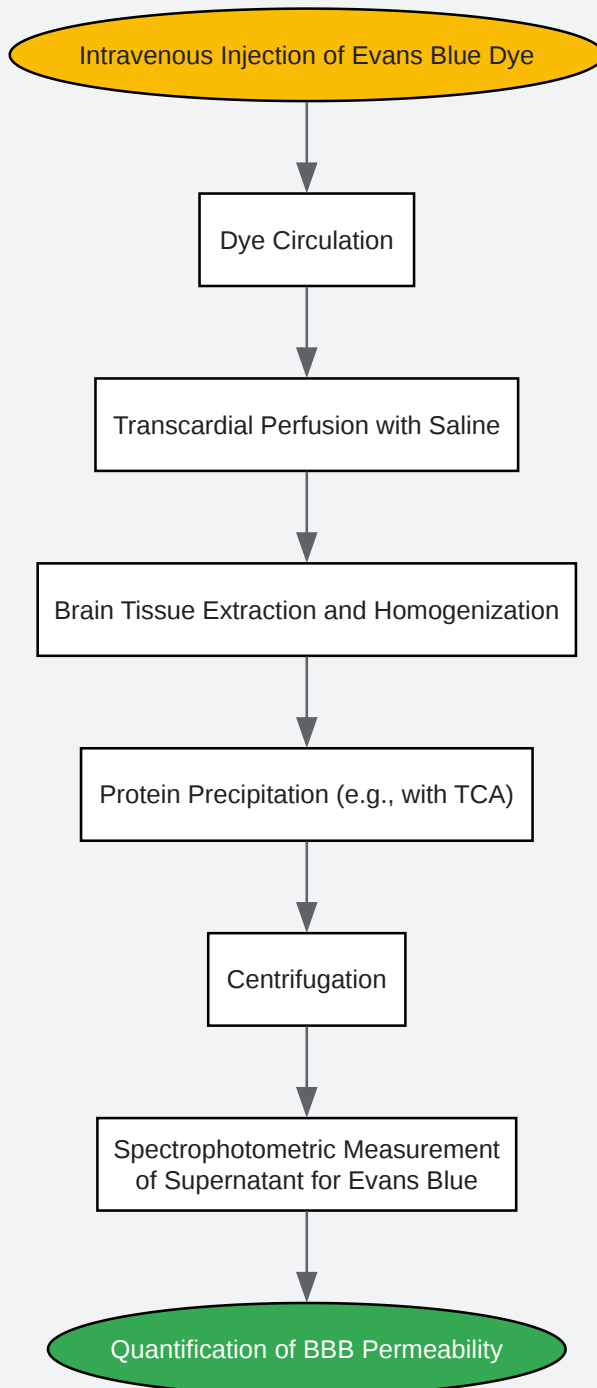 Intravenous Injection of Evans Blue Dye
Dye Circulation
Transcardial Perfusion with Saline
Brain Tissue Extraction and Homogenization
Protein Precipitation (e.g., with TCA)
Centrifugation
Spectrophotometric Measurement
of Supernatant for Evans Blue
Quantification of BBB Permeability